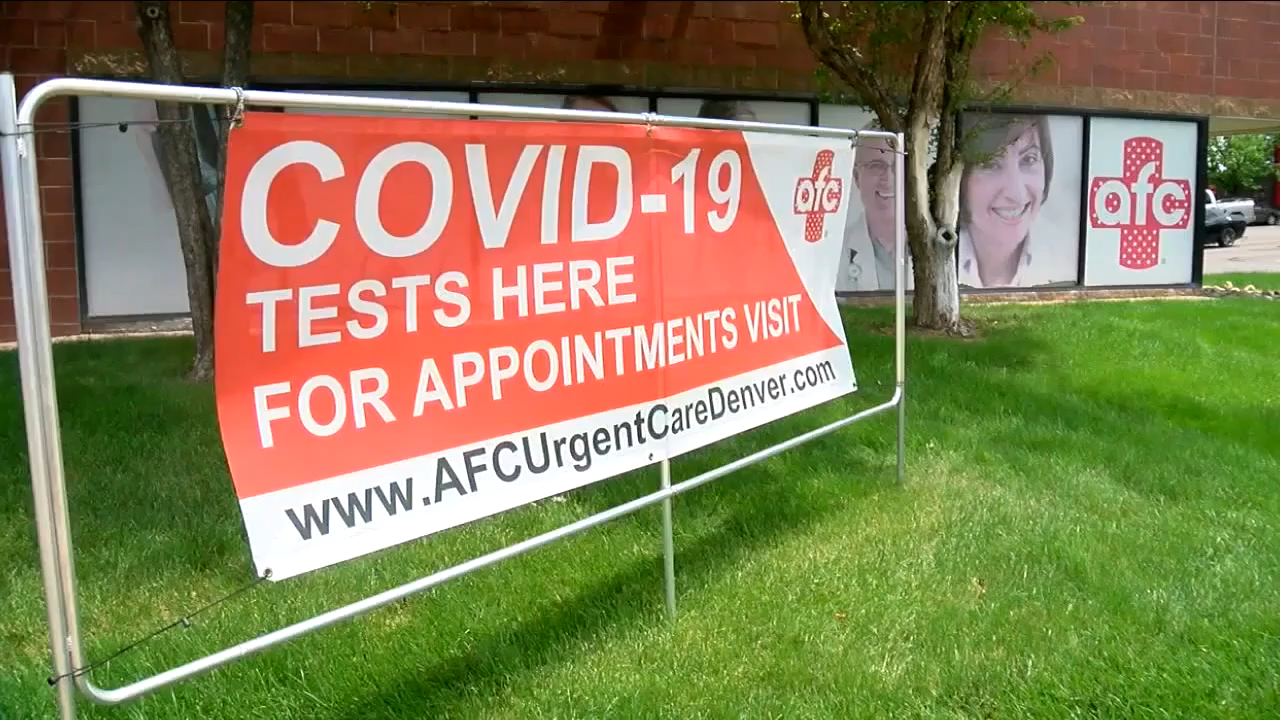 COVID-19
TESTS HERE
FOR APPOINTMENTS VISIT
www.AFCUrgentCareDenver.com
afc
afc